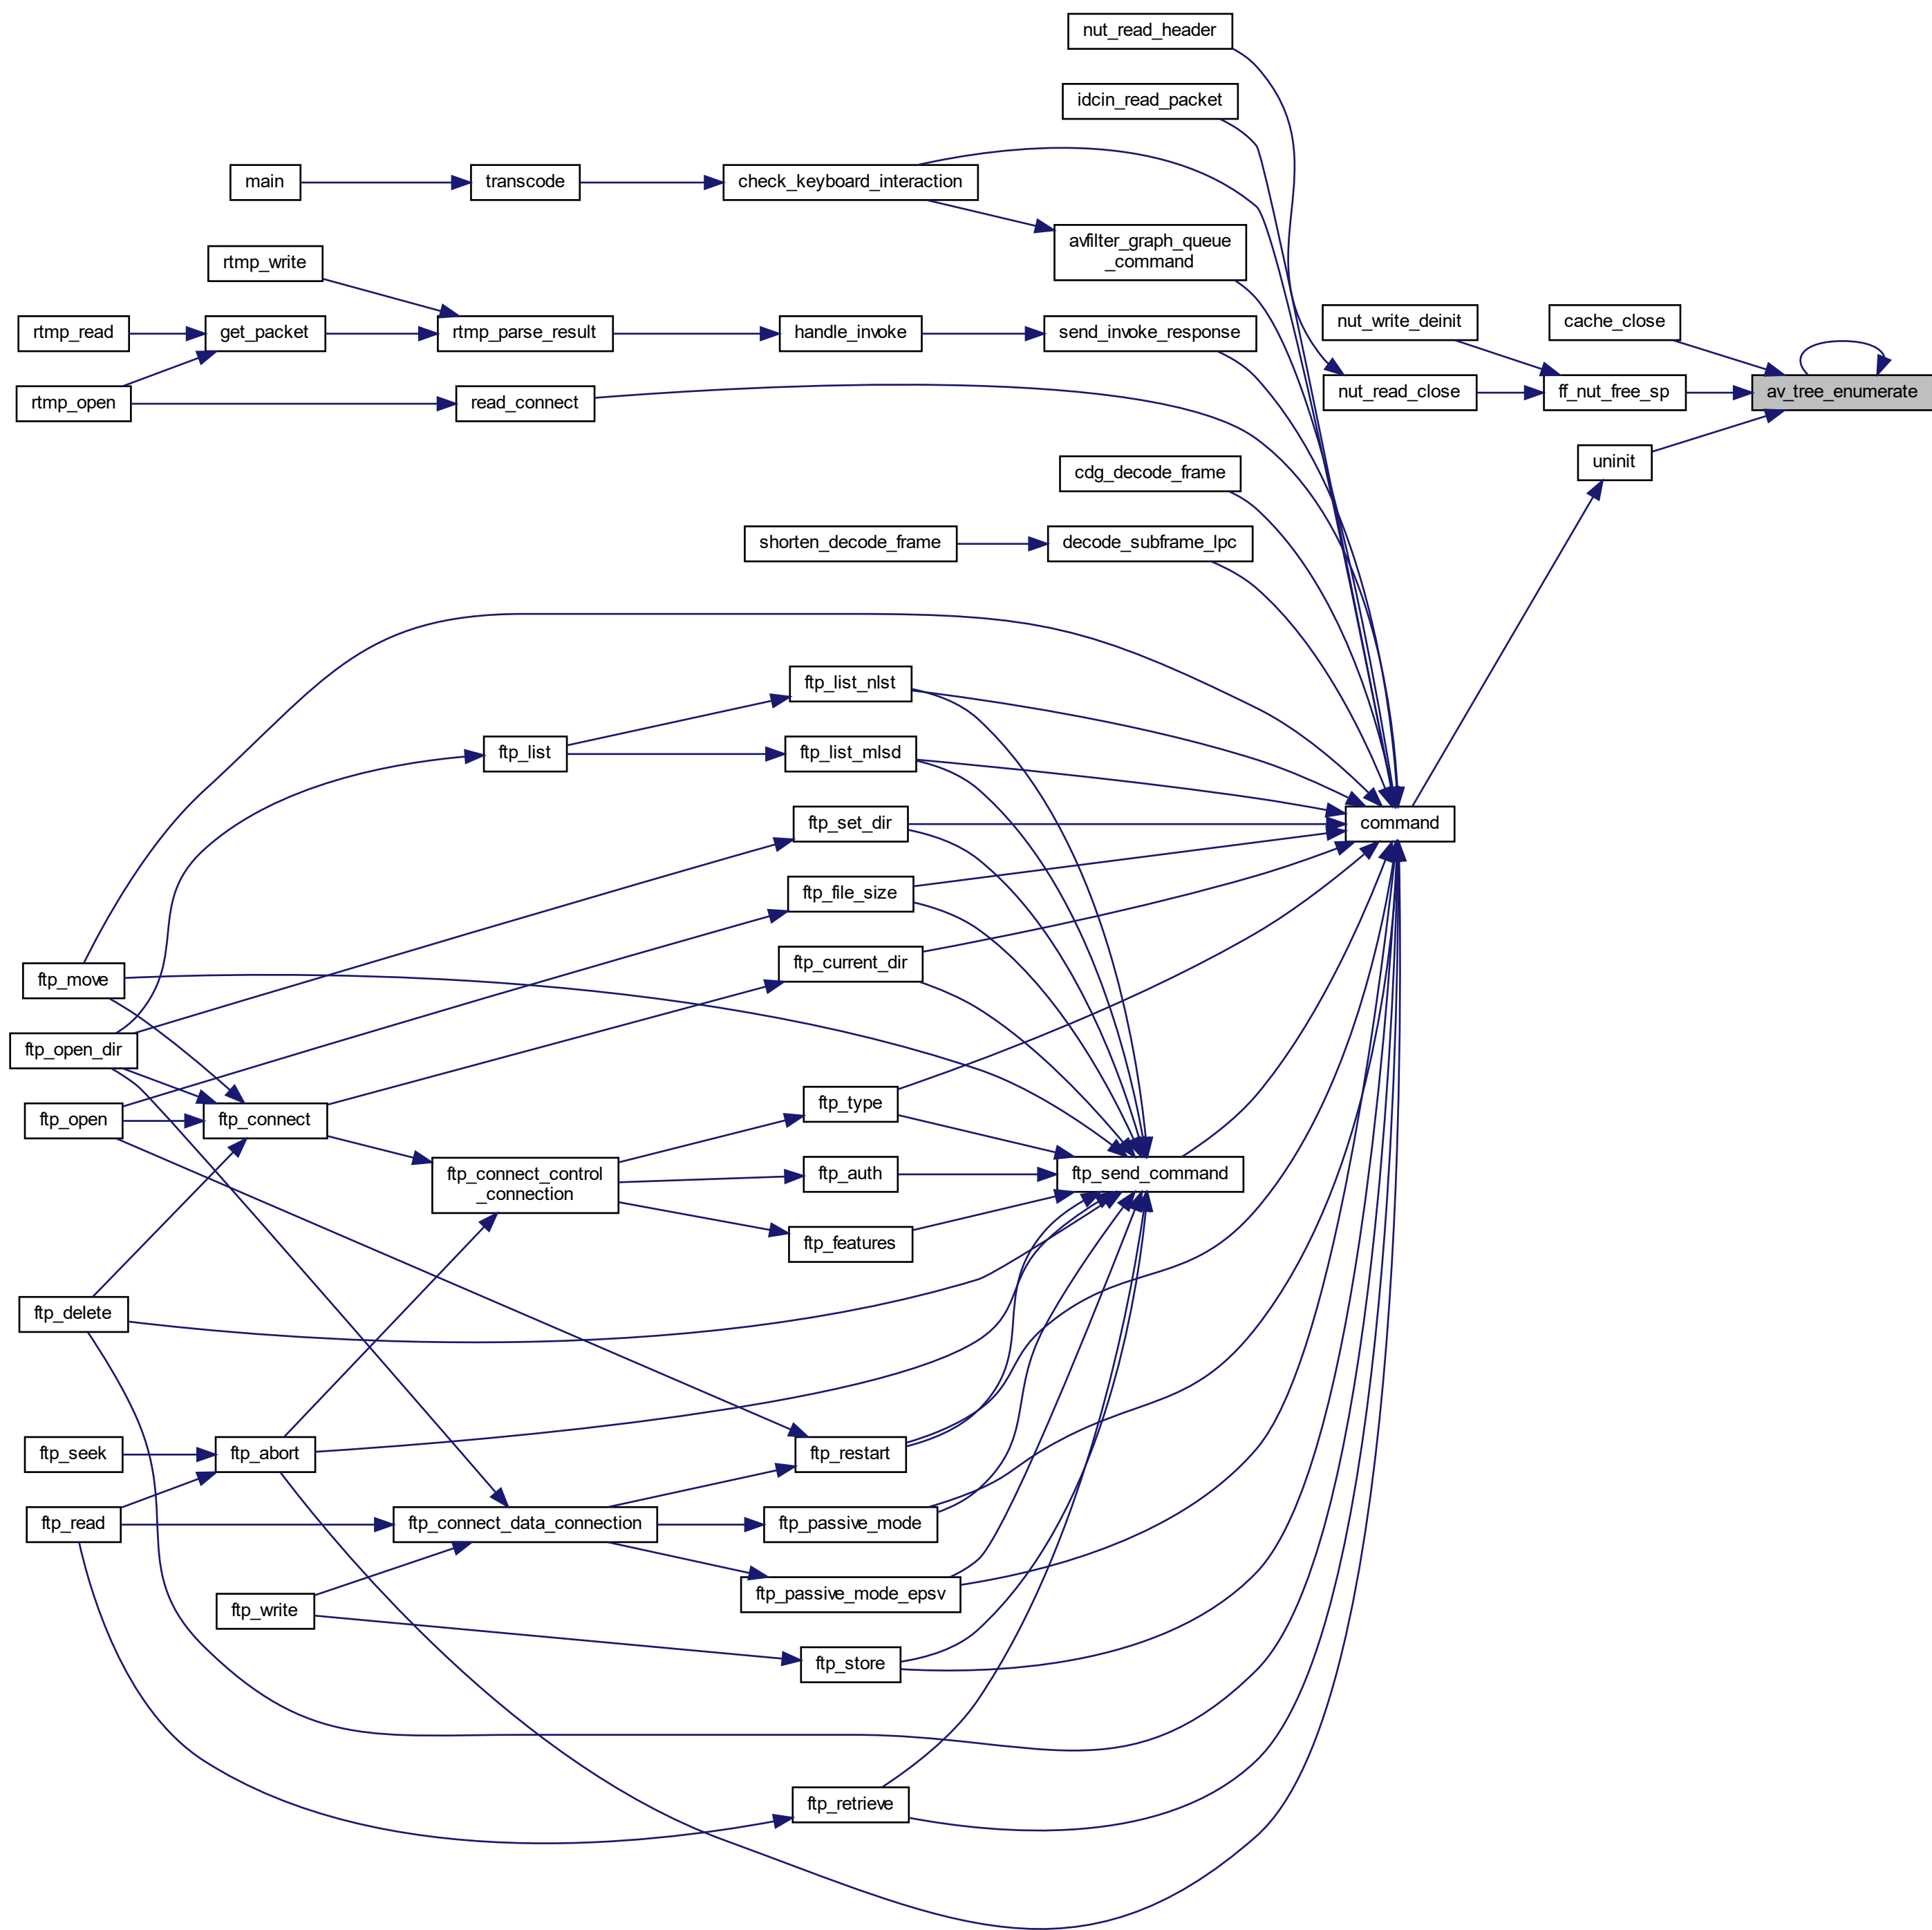 nut_read_header
idcin_read_packet
main
transcode
check_keyboard_interaction
avfilter_graph_queue
_command
rtmp_write
rtmp_read
get_packet
rtmp_parse_result
handle_invoke
send_invoke_response
nut_write_deinit
cache_close
rtmp_open
read_connect
nut_read_close
ff_nut_free_sp
av_tree_enumerate
uninit
cdg_decode_frame
shorten_decode_frame
decode_subframe_lpc
ftp_list_nlst
ftp_list
ftp_list_mlsd
ftp_set_dir
command
ftp_file_size
ftp_move
ftp_current_dir
ftp_open_dir
ftp_open
ftp_connect
ftp_type
ftp_connect_control
_connection
ftp_auth
ftp_send_command
ftp_features
ftp_delete
ftp_seek
ftp_abort
ftp_restart
ftp_read
ftp_connect_data_connection
ftp_passive_mode
ftp_write
ftp_passive_mode_epsv
ftp_store
ftp_retrieve